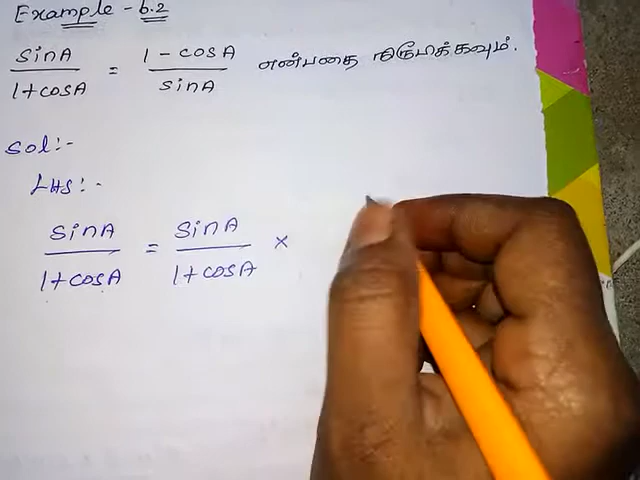 Example - 6.2
sinA / 1+cosA = 1 - cosA / sinA என்பதை நிரூபிக்கவும்.
Sol:-
LHS:-
sinA / 1+cosA = sinA / 1+cosA ×